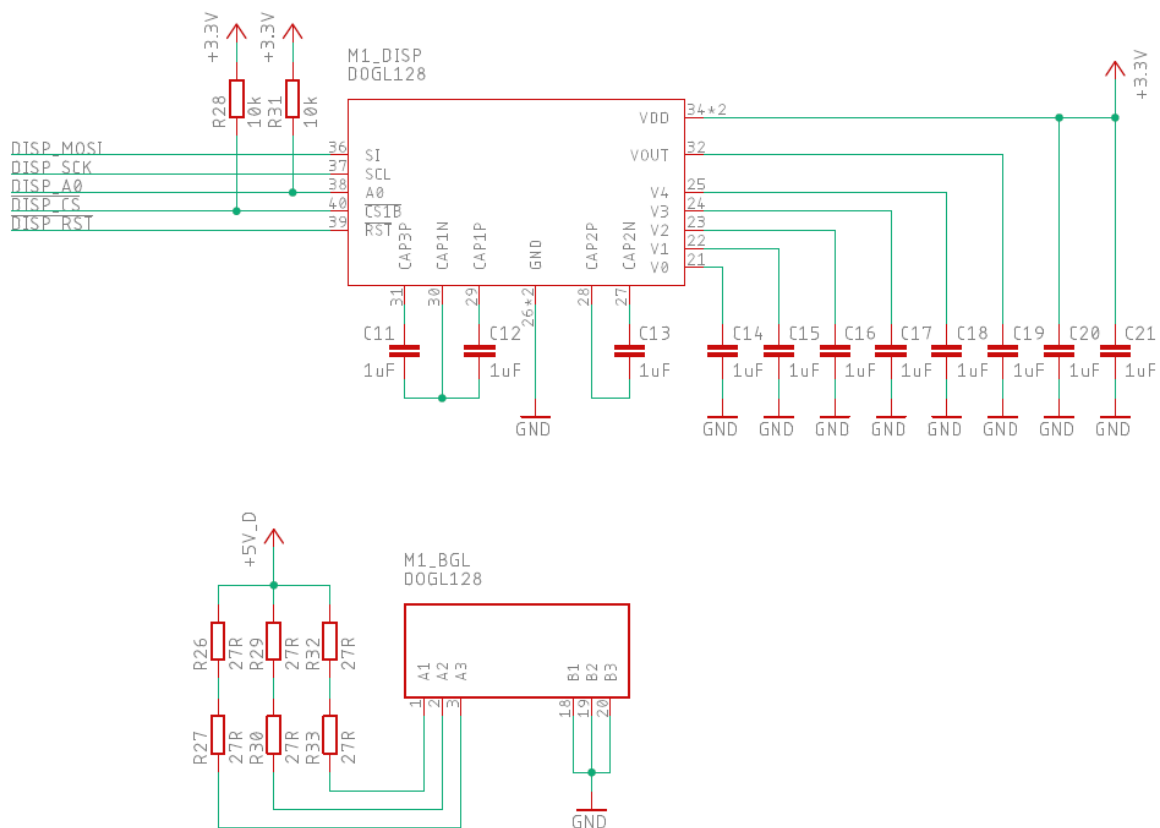 +3.3V
+3.3V
R28
10k
R31
10k
M1_DISP
DOGL128
+3.3V
DISP_MOSI
DISP_SCK
DISP_A0
DISP_CS
DISP_RST
36
37
38
40
39
SI
SCL
A0
CS1B
RST
CAP3P
CAP1N
CAP1P
GND
CAP2P
CAP2N
VDD
VOUT
V4
V3
V2
V1
V0
34*2
32
25
24
23
22
21
31
30
29
26*2
28
27
C11
1uF
C12
1uF
C13
1uF
C14
1uF
C15
1uF
C16
1uF
C17
1uF
C18
1uF
C19
1uF
C20
1uF
C21
1uF
GND
GND
GND
GND
GND
GND
GND
GND
GND
+5V_D
M1_BGL
DOGL128
R26
27R
R29
27R
R32
27R
R27
27R
R30
27R
R33
27R
A1
A2
A3
B1
B2
B3
1
2
3
18
19
20
GND